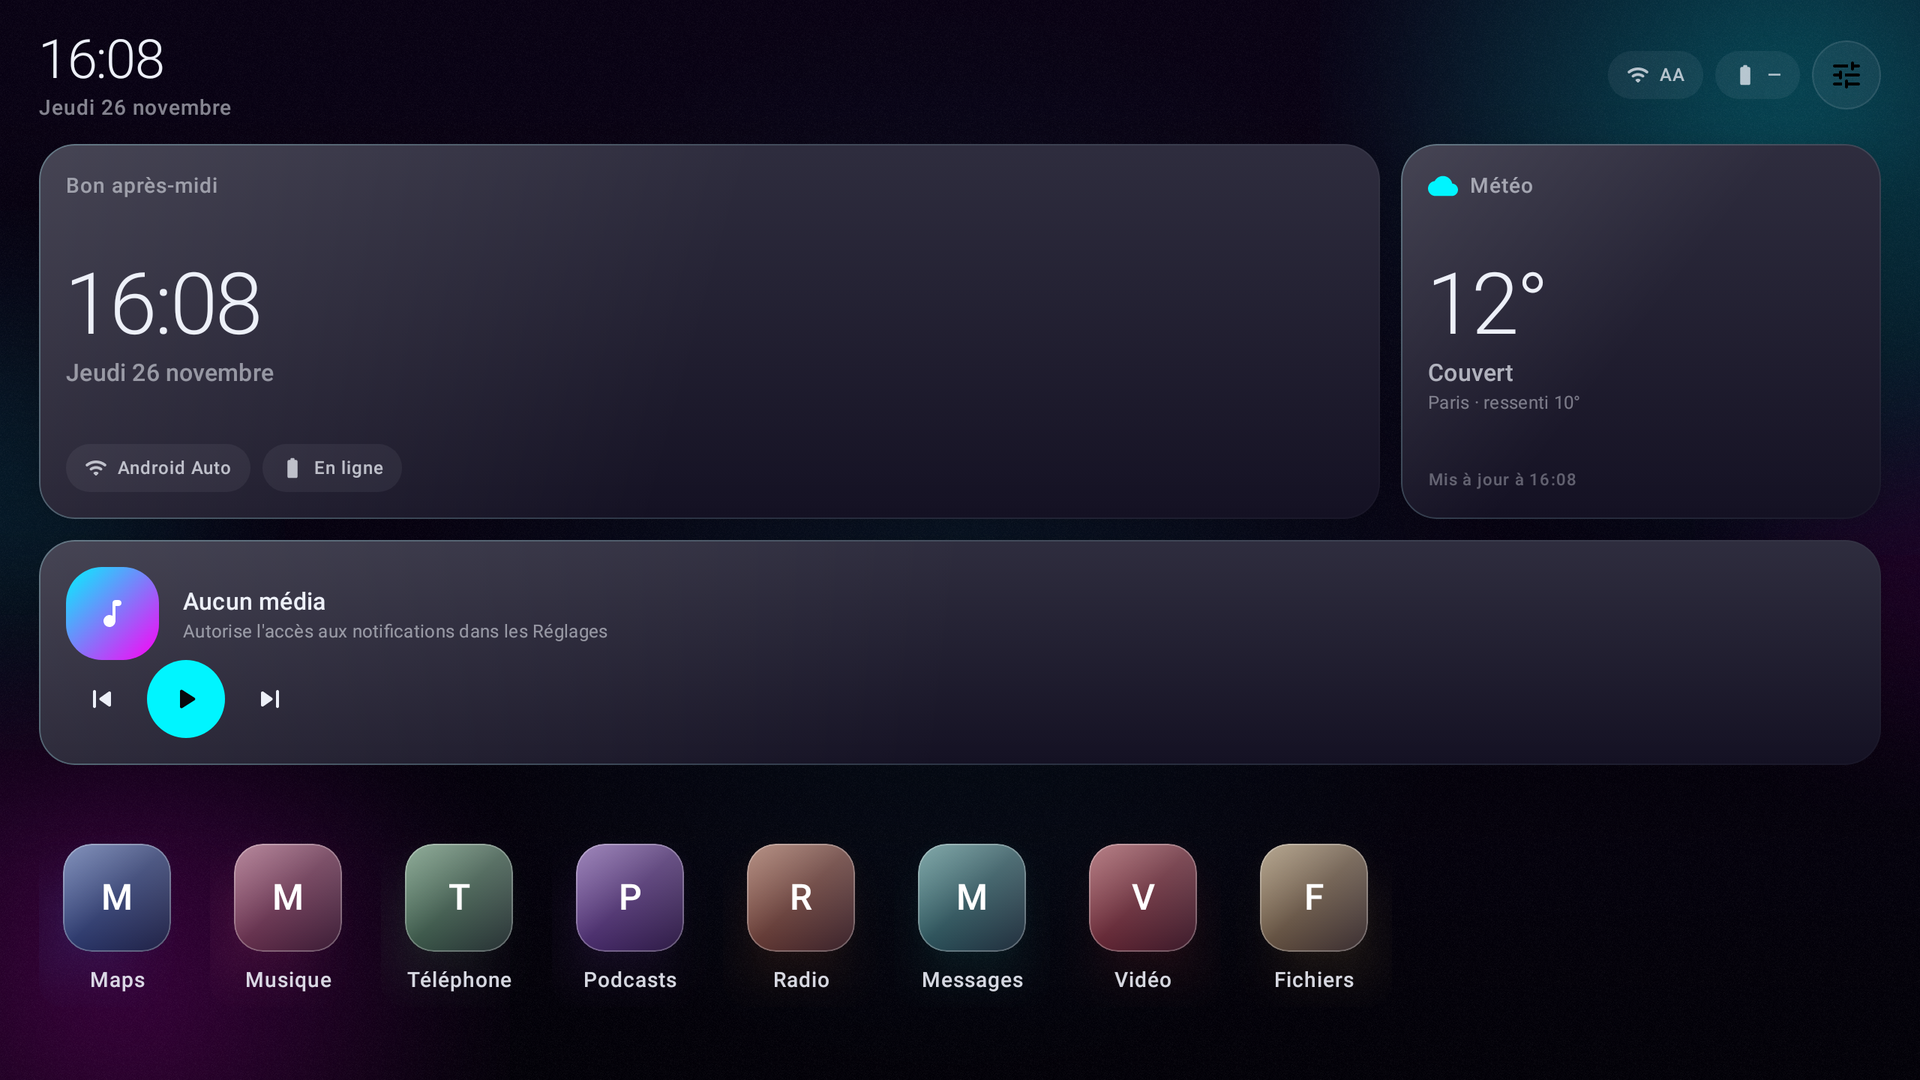 16:08
Jeudi 26 novembre
AA
–
Bon après-midi
16:08
Jeudi 26 novembre
Android Auto
En ligne
Météo
12°
Couvert
Paris · ressenti 10°
Mis à jour à 16:08
Aucun média
Autorise l'accès aux notifications dans les Réglages
M
M
T
P
R
M
V
F
Maps
Musique
Téléphone
Podcasts
Radio
Messages
Vidéo
Fichiers